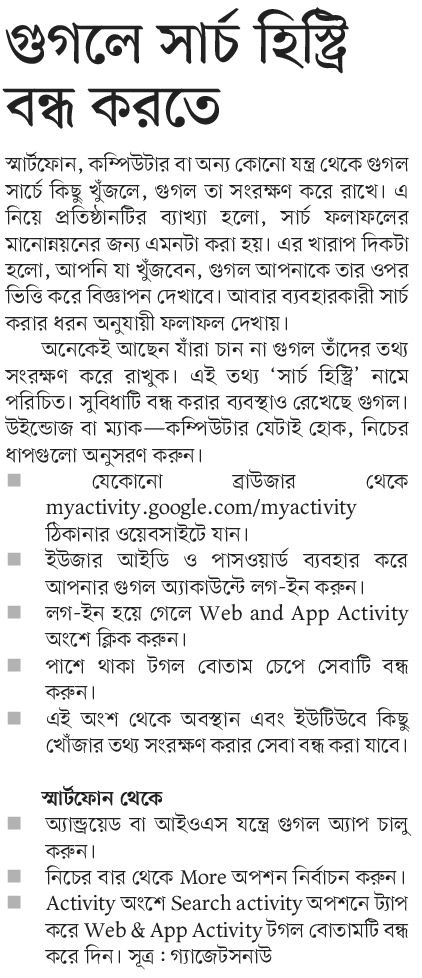 গুগলে সার্চ হিস্ট্রি
বন্ধ করতে
স্মার্টফোন, কম্পিউটার বা অন্য কোনো যন্ত্র থেকে গুগল
সার্চে কিছু খুঁজলে, গুগল তা সংরক্ষণ করে রাখে। এ
নিয়ে প্রতিষ্ঠানটির ব্যাখ্যা হলো, সার্চ ফলাফলের
মানোন্নয়নের জন্য এমনটা করা হয়। এর খারাপ দিকটা
হলো, আপনি যা খুঁজবেন, গুগল আপনাকে তার ওপর
ভিত্তি করে বিজ্ঞাপন দেখাবে। আবার ব্যবহারকারী সার্চ
করার ধরন অনুযায়ী ফলাফল দেখায়।
অনেকেই আছেন যাঁরা চান না গুগল তাঁদের তথ্য
সংরক্ষণ করে রাখুক। এই তথ্য ‘সার্চ হিস্ট্রি’ নামে
পরিচিত। সুবিধাটি বন্ধ করার ব্যবস্থাও রেখেছে গুগল।
উইন্ডোজ বা ম্যাক—কম্পিউটার যেটাই হোক, নিচের
ধাপগুলো অনুসরণ করুন।
■ যেকোনো ব্রাউজার থেকে
myactivity.google.com/myactivity
ঠিকানার ওয়েবসাইটে যান।
■ ইউজার আইডি ও পাসওয়ার্ড ব্যবহার করে
আপনার গুগল অ্যাকাউন্টে লগ-ইন করুন।
■ লগ-ইন হয়ে গেলে Web and App Activity
অংশে ক্লিক করুন।
■ পাশে থাকা টগল বোতাম চেপে সেবাটি বন্ধ
করুন।
■ এই অংশ থেকে অবস্থান এবং ইউটিউবে কিছু
খোঁজার তথ্য সংরক্ষণ করার সেবা বন্ধ করা যাবে।
স্মার্টফোন থেকে
■ অ্যান্ড্রয়েড বা আইওএস যন্ত্রে গুগল অ্যাপ চালু
করুন।
■ নিচের বার থেকে More অপশন নির্বাচন করুন।
■ Activity অংশে Search activity অপশনে ট্যাপ
করে Web & App Activity টগল বোতামটি বন্ধ
করে দিন। সূত্র : গ্যাজেটসনাউ